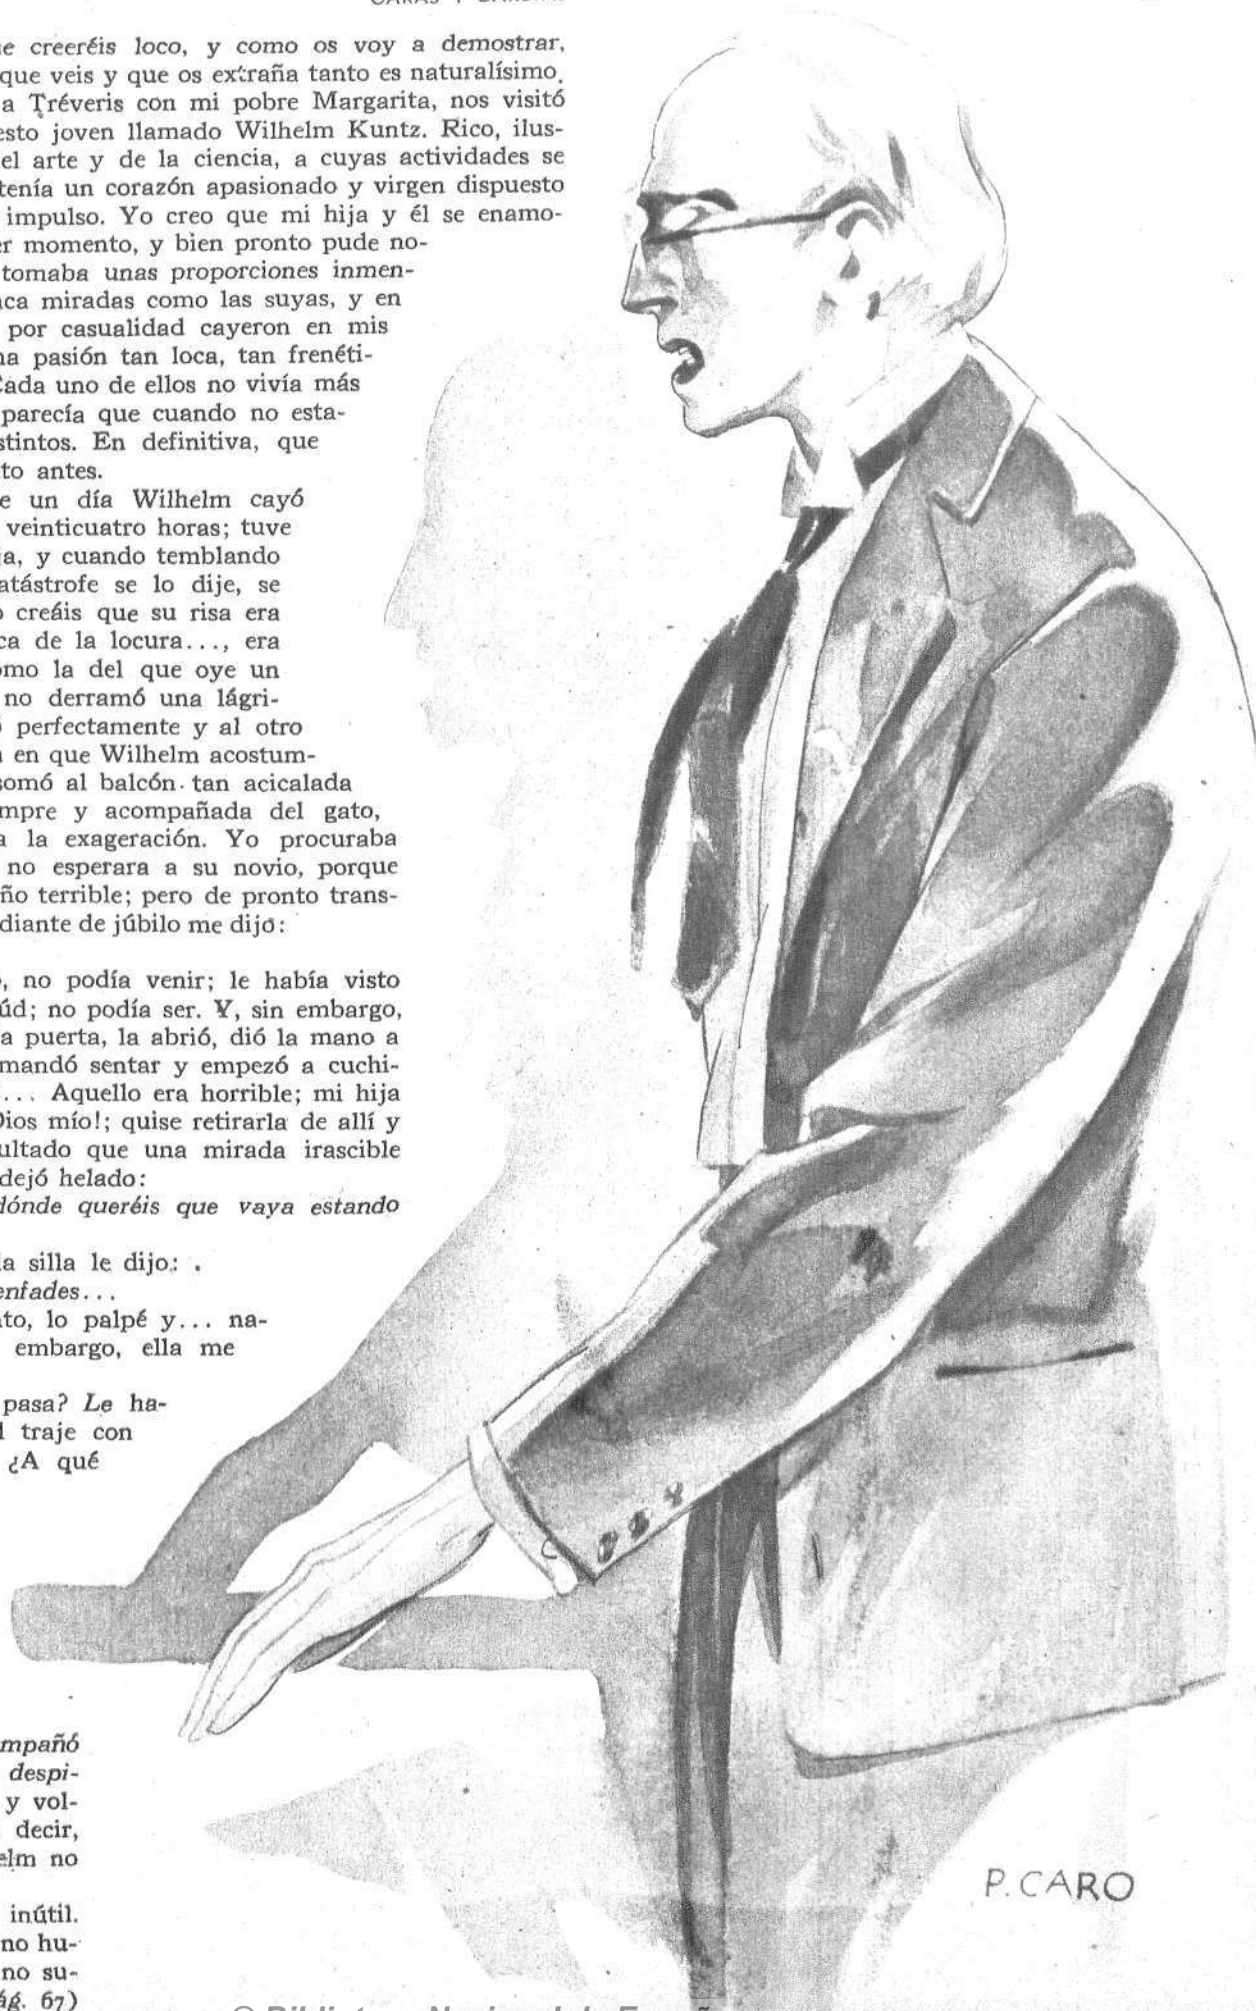 e creeréis loco, y como os voy a demostrar,
que veis y que os extraña tanto es naturalísimo.
a Tréveris con mi pobre Margarita, nos visitó
esto joven llamado Wilhelm Kuntz. Rico, ilus-
el arte y de la ciencia, a cuyas actividades se
tenía un corazón apasionado y virgen dispuesto
impulso. Yo creo que mi hija y él se enamo-
er momento, y bien pronto pude no-
tomaba unas proporciones inmen-
ca miradas como las suyas, y en
por casualidad cayeron en mis
na pasión tan loca, tan frenéti-
Cada uno de ellos no vivía más
parecía que cuando no esta-
stintos. En definitiva, que
to antes.
e un día Wilhelm cayó
veinticuatro horas; tuve
a, y cuando temblando
atástrofe se lo dije, se
o creáis que su risa era
ca de la locura..., era
omo la del que oye un
no derramó una lágri-
ó perfectamente y al otro
a en que Wilhelm acostum-
somó al balcón tan acicalada
mpre y acompañada del gato,
a la exageración. Yo procuraba
no esperara a su novio, porque
ño terrible; pero de pronto trans-
diante de júbilo me dijo:
o, no podía venir; le había visto
úd; no podía ser. Y, sin embargo,
a puerta, la abrió, dió la mano a
mandó sentar y empezó a cuchi-
... Aquello era horrible; mi hija
Dios mío!; quise retirarla de allí y
ultado que una mirada irascible
dejó helado:
dónde queréis que vaya estando
a silla le dijo:
enfades...
to, lo palpé y... na-
embargo, ella me
pasa? Le ha-
l traje con
¿A qué
mpañó
despi-
y vol-
decir,
elm no
inútil.
no hu-
no su-
ág. 67)
P. CARO
© Biblioteca Nacional de España